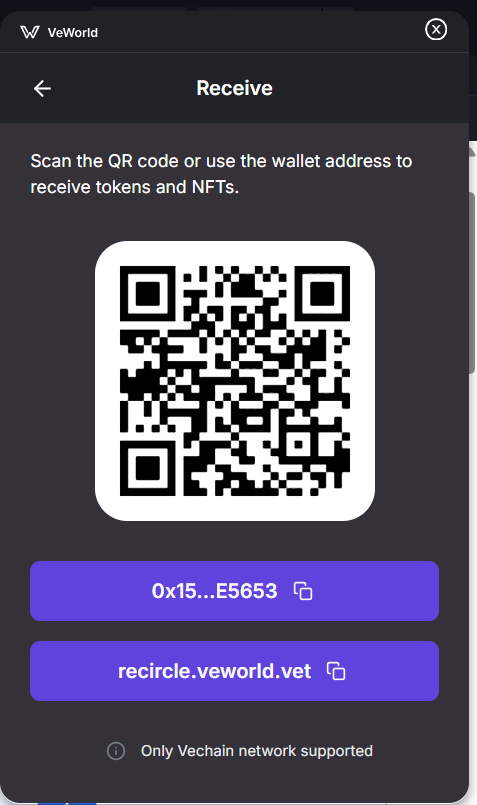 VeWorld
Receive
Scan the QR code or use the wallet address to
receive tokens and NFTs.
0x15...E5653
recircle.veworld.vet
Only Vechain network supported